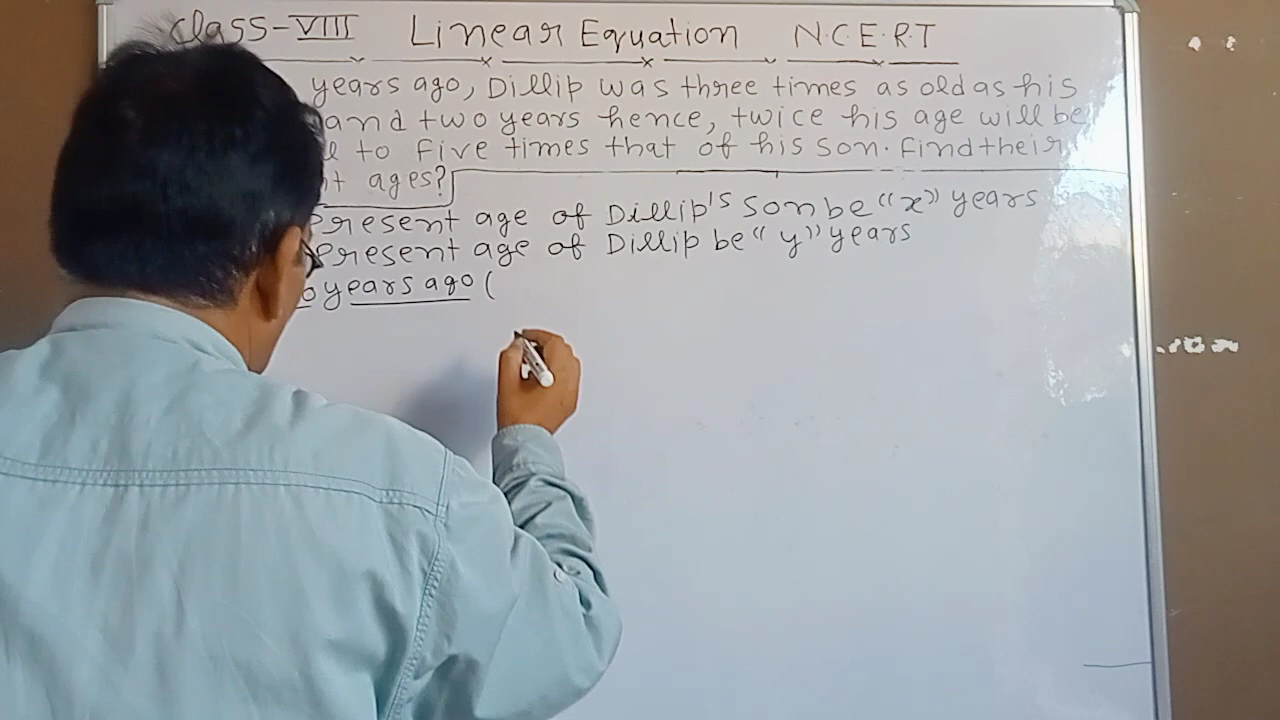 Class-VIII Linear Equation N.C.E.R.T
years ago, Dillip was three times as old as his
and two years hence, twice his age will be
to five times that of his son. Find their
ages?
Present age of Dillip's son be "x" years
Present age of Dillip be "y" years
years ago (